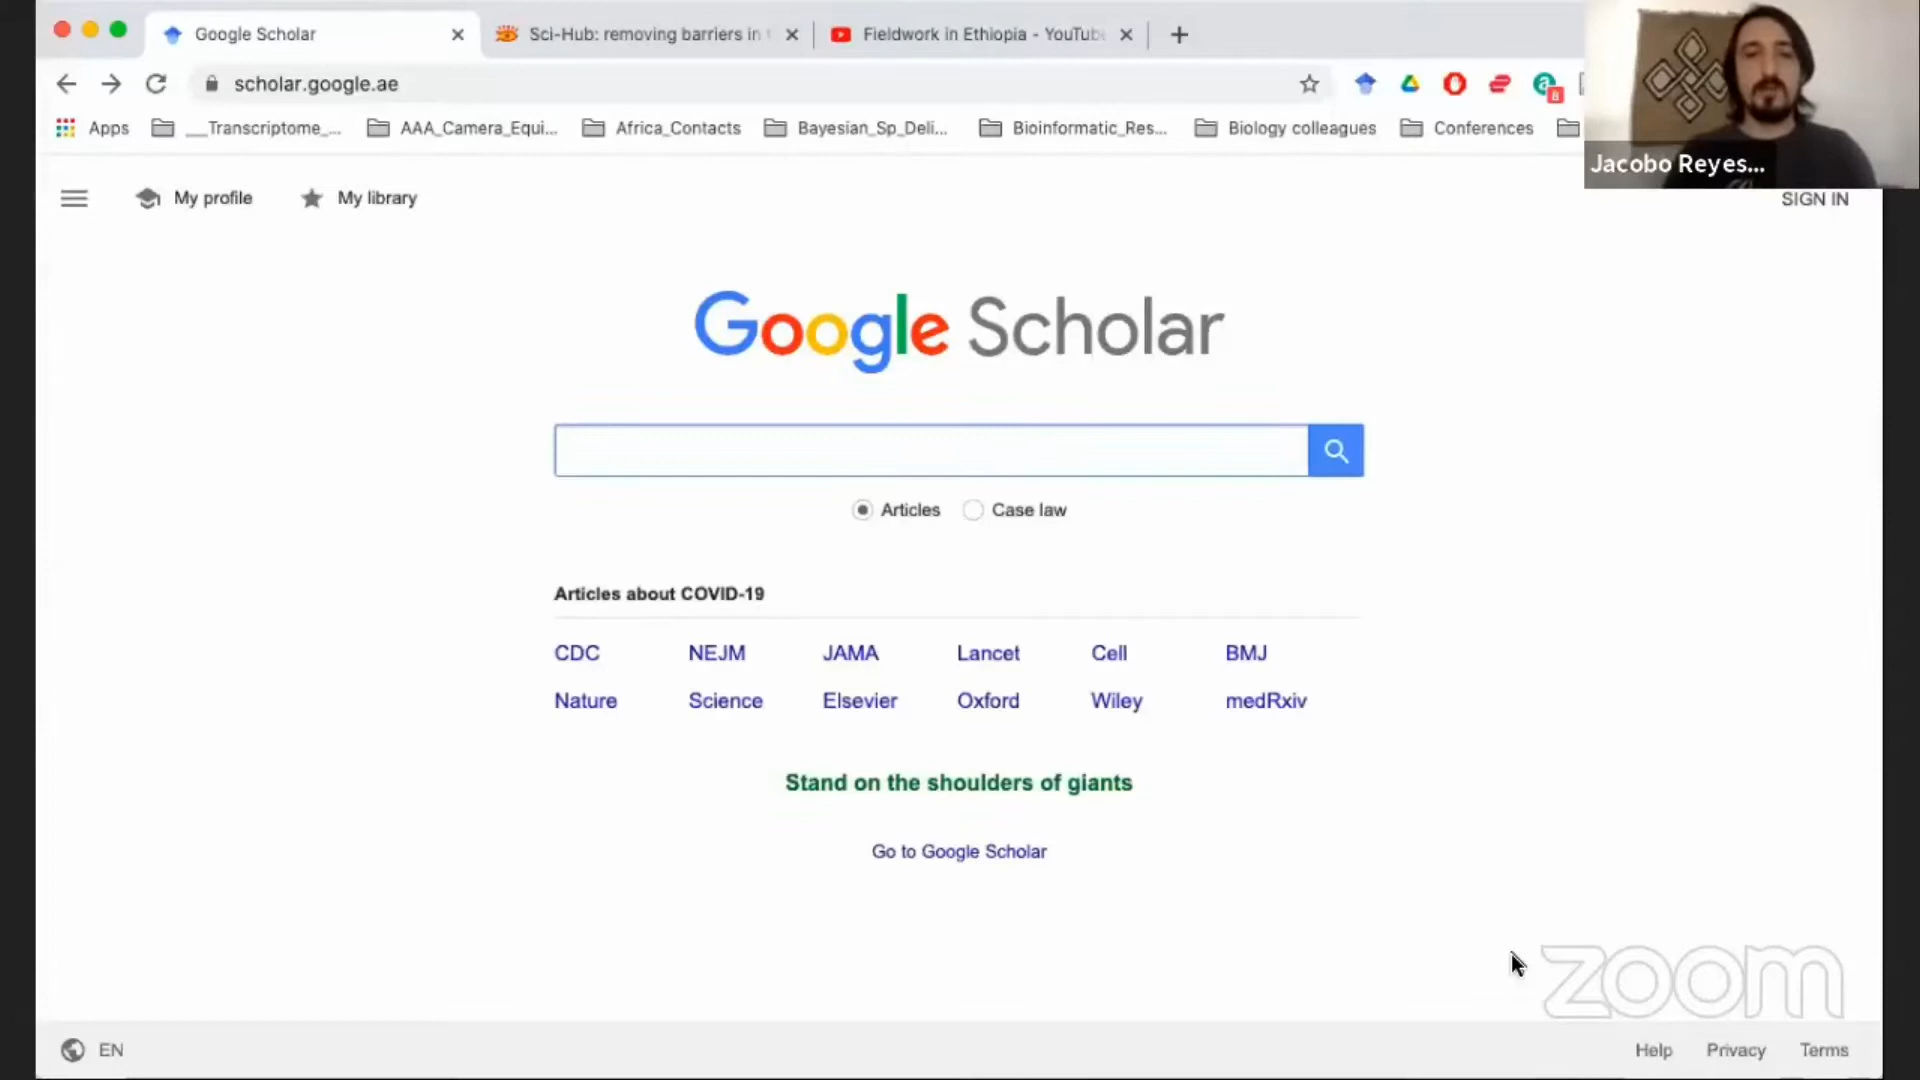 Google Scholar
Sci-Hub: removing barriers in
Fieldwork in Ethiopia - YouTub
scholar.google.ae
8
Apps
__Transcriptome_...
AAA_Camera_Equi...
Africa_Contacts
Bayesian_Sp_Deli...
Bioinformatic_Res...
Biology colleagues
Conferences
Jacobo Reyes...
My profile
My library
SIGN IN
Google Scholar
Articles
Case law
Articles about COVID-19
CDC NEJM JAMA Lancet Cell BMJ
Nature Science Elsevier Oxford Wiley medRxiv
Stand on the shoulders of giants
Go to Google Scholar
zoom
EN
Help Privacy Terms